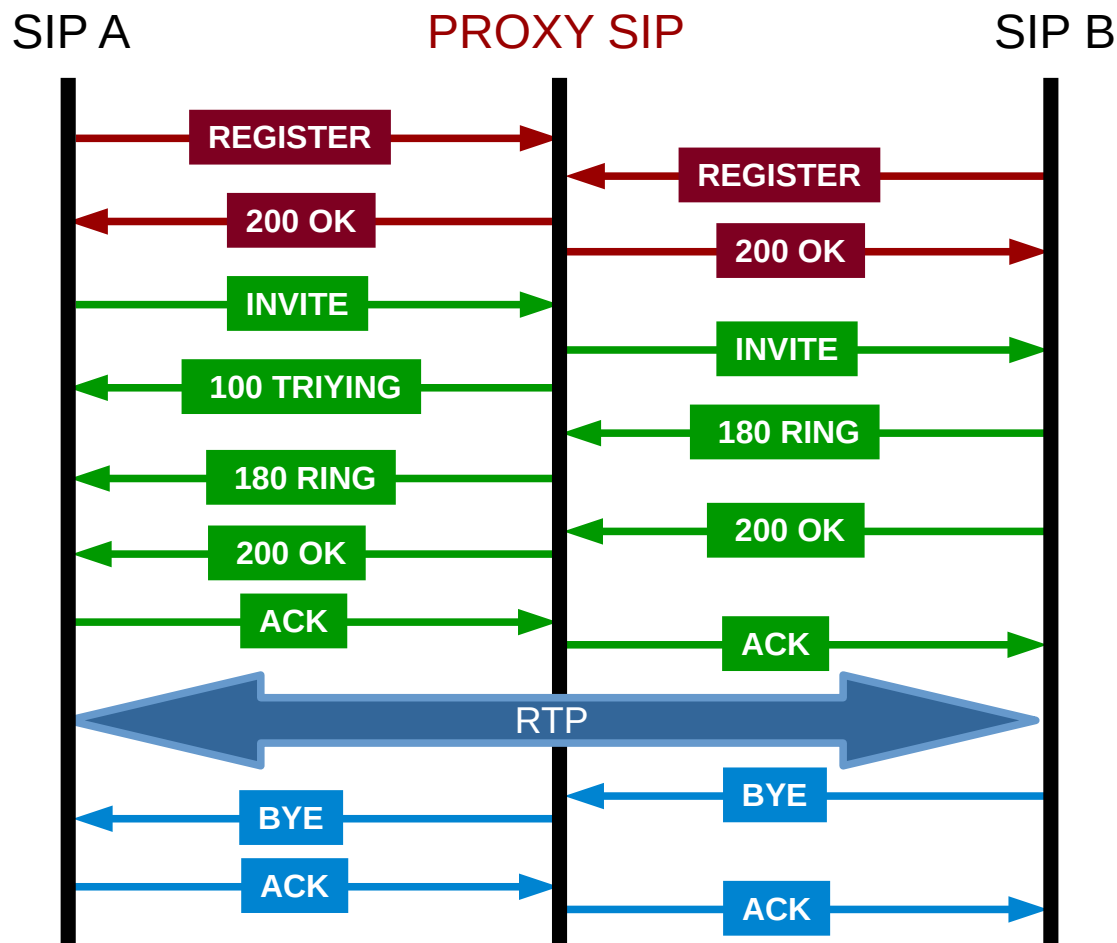 SIP A
PROXY SIP
SIP B
REGISTER
REGISTER
200 OK
200 OK
INVITE
INVITE
100 TRIYING
180 RING
180 RING
200 OK
200 OK
ACK
ACK
RTP
BYE
BYE
ACK
ACK